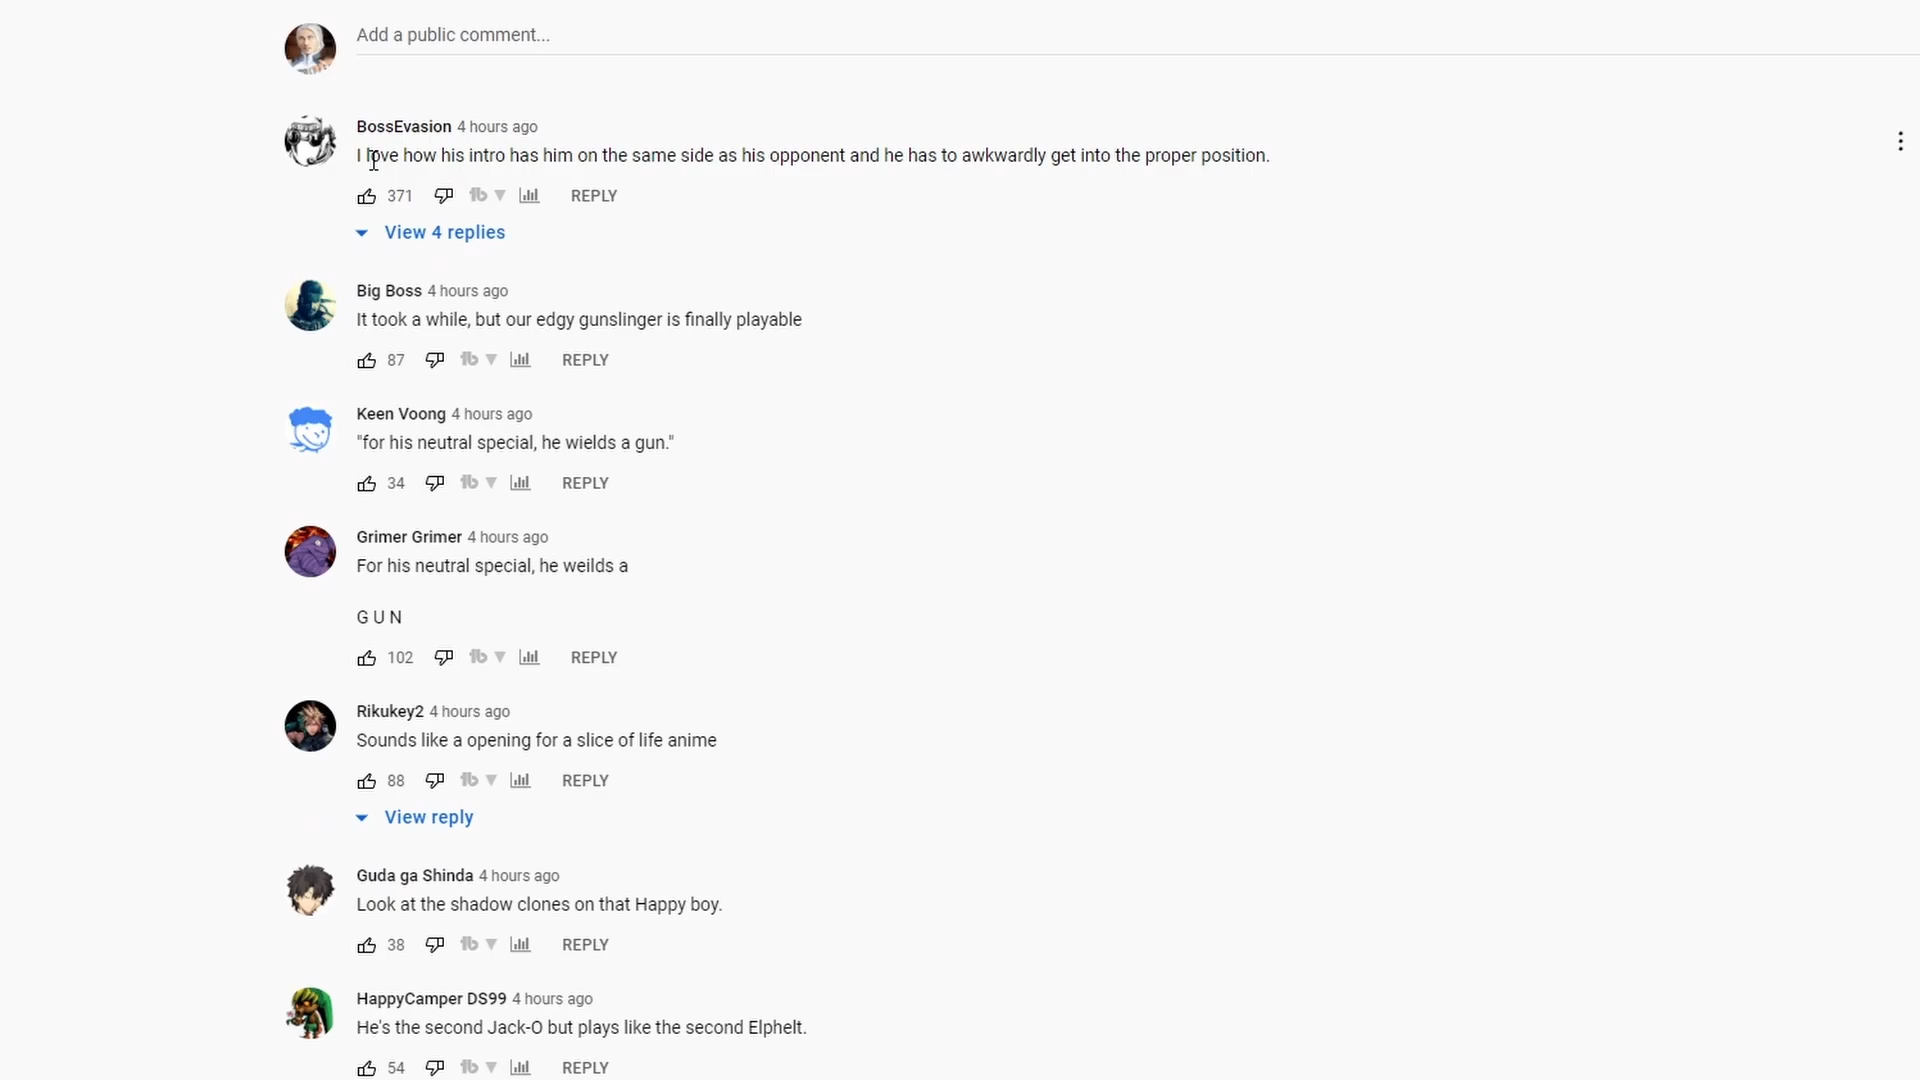 Add a public comment...
BossEvasion 4 hours ago
I love how his intro has him on the same side as his opponent and he has to awkwardly get into the proper position.
371 REPLY
View 4 replies
Big Boss 4 hours ago
It took a while, but our edgy gunslinger is finally playable
87 REPLY
Keen Voong 4 hours ago
"for his neutral special, he wields a gun."
34 REPLY
Grimer Grimer 4 hours ago
For his neutral special, he weilds a
G U N
102 REPLY
Rikukey2 4 hours ago
Sounds like a opening for a slice of life anime
88 REPLY
View reply
Guda ga Shinda 4 hours ago
Look at the shadow clones on that Happy boy.
38 REPLY
HappyCamper DS99 4 hours ago
He's the second Jack-O but plays like the second Elphelt.
54 REPLY